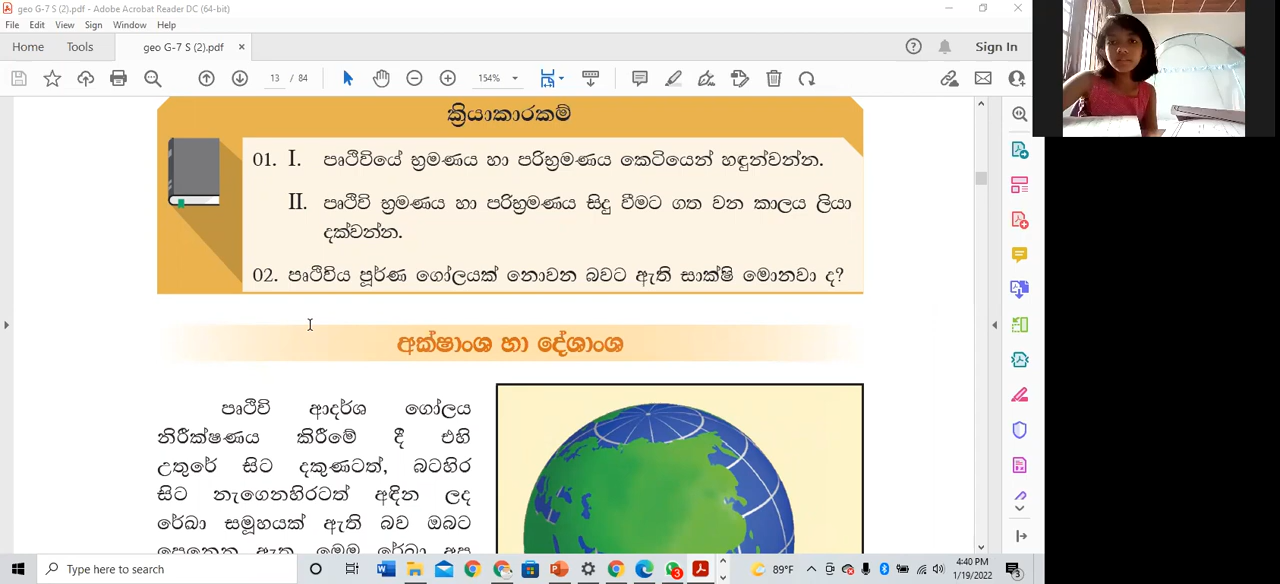 geo G-7 S (2).pdf - Adobe Acrobat Reader DC (64-bit)
File Edit View Sign Window Help
Home Tools geo G-7 S (2).pdf × Sign In
13 / 84 154%
ක්‍රියාකාරකම්
01. I. පෘථිවියේ භ්‍රමණය හා පරිභ්‍රමණය කෙටියෙන් හඳුන්වන්න.
II. පෘථිවි භ්‍රමණය හා පරිභ්‍රමණය සිදු වීමට ගත වන කාලය ලියා
දක්වන්න.
02. පෘථිවිය පූර්ණ ගෝලයක් නොවන බවට ඇති සාක්ෂි මොනවා ද?
අක්ෂාංශ හා දේශාංශ
පෘථිවි ආදර්ශ ගෝලය
නිරීක්ෂණය කිරීමේ දී එහි
උතුරේ සිට දකුණටත්, බටහිර
සිට නැගෙනහිරටත් අඳින ලද
රේඛා සමූහයක් ඇති බව ඔබට
Type here to search
89°F
4:40 PM
1/19/2022